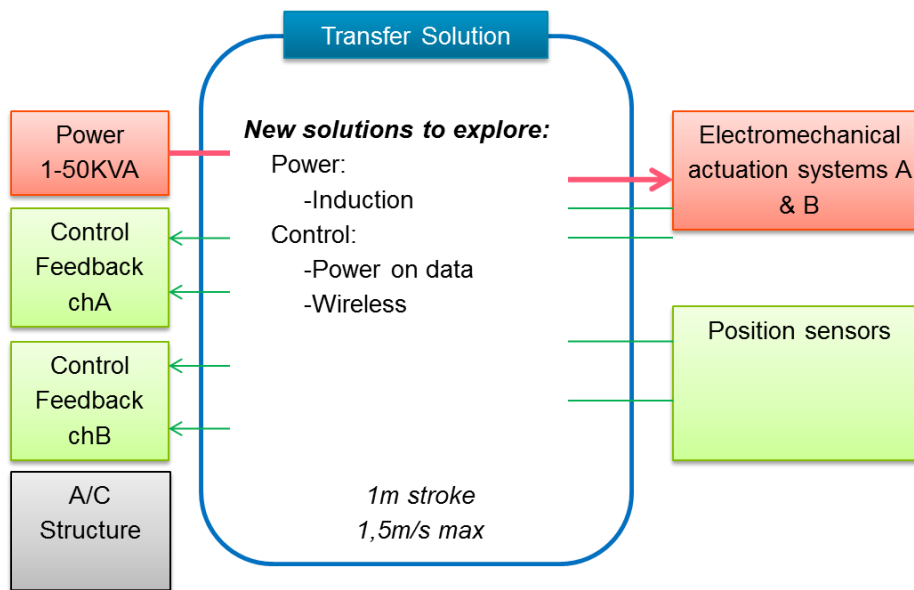 Transfer Solution
Power
1-50KVA
Control
Feedback
chA
Control
Feedback
chB
A/C
Structure
New solutions to explore:
Power:
-Induction
Control:
-Power on data
-Wireless
1m stroke
1,5m/s max
Electromechanical
actuation systems A
& B
Position sensors